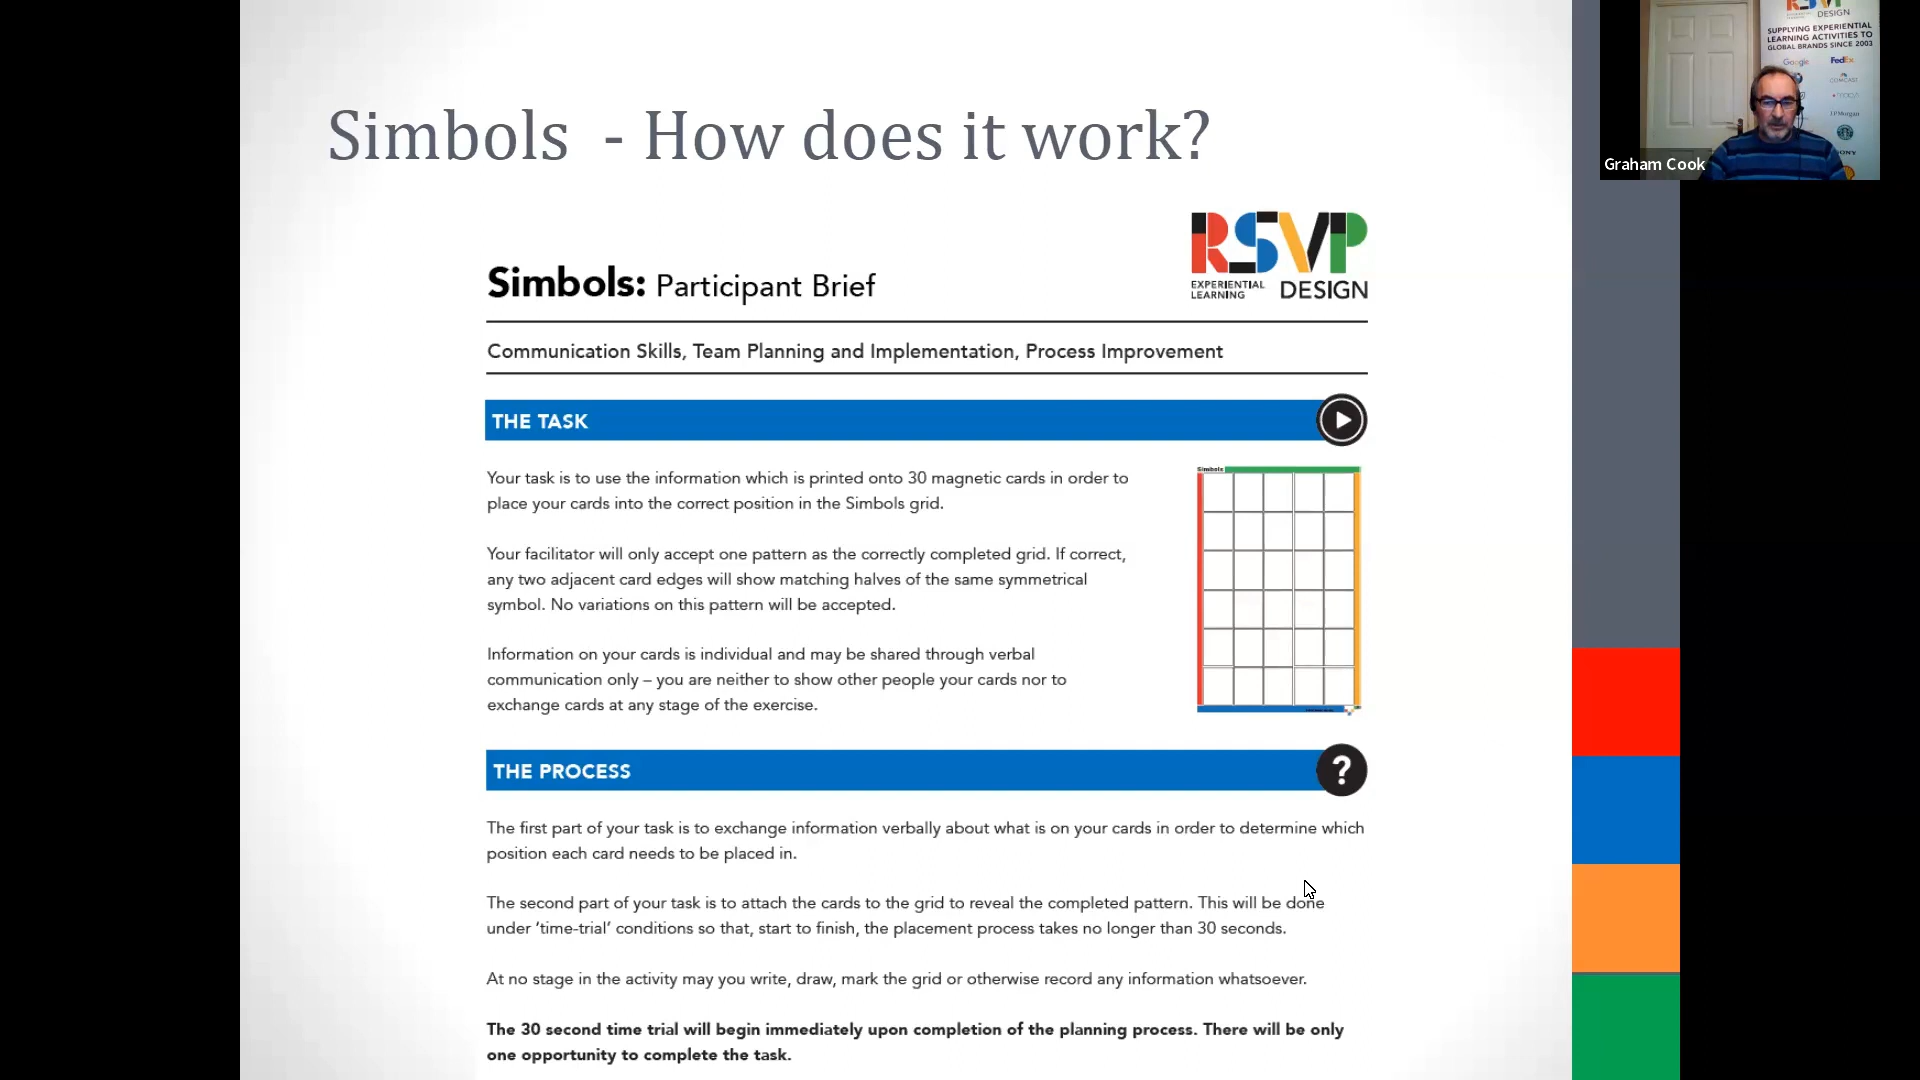 RSVP
DESIGN
SUPPLYING EXPERIENTIAL
LEARNING ACTIVITIES TO
GLOBAL BRANDS SINCE 2003
Google FedEx
COMCAST
J.P.Morgan
SONY
Graham Cook
Simbols - How does it work?
RSVP
EXPERIENTIAL
LEARNING
DESIGN
Simbols: Participant Brief
Communication Skills, Team Planning and Implementation, Process Improvement
THE TASK
Your task is to use the information which is printed onto 30 magnetic cards in order to
place your cards into the correct position in the Simbols grid.
Your facilitator will only accept one pattern as the correctly completed grid. If correct,
any two adjacent card edges will show matching halves of the same symmetrical
symbol. No variations on this pattern will be accepted.
Information on your cards is individual and may be shared through verbal
communication only – you are neither to show other people your cards nor to
exchange cards at any stage of the exercise.
Simbols
THE PROCESS
?
The first part of your task is to exchange information verbally about what is on your cards in order to determine which
position each card needs to be placed in.
The second part of your task is to attach the cards to the grid to reveal the completed pattern. This will be done
under ‘time-trial’ conditions so that, start to finish, the placement process takes no longer than 30 seconds.
At no stage in the activity may you write, draw, mark the grid or otherwise record any information whatsoever.
The 30 second time trial will begin immediately upon completion of the planning process. There will be only
one opportunity to complete the task.